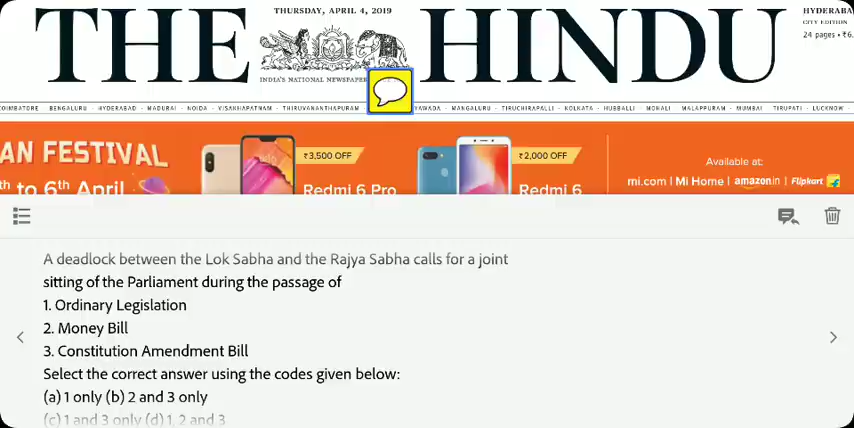 THURSDAY, APRIL 4, 2019
THE HINDU
INDIA'S NATIONAL NEWSPAPER
HYDERABA
CITY EDITION
24 pages • ₹6.
COIMBATORE · BENGALURU · HYDERABAD · MADURAI · NOIDA · VISAKHAPATNAM · THIRUVANANTHAPURAM YAWADA · MANGALURU · TIRUCHIRAPALLI · KOLKATA · HUBBALLI · MOHALI MALAPPURAM · MUMBAI TIRUPATI · LUCKNOW
AN FESTIVAL
th to 6th April
₹3,500 OFF
Redmi 6 Pro
₹2,000 OFF
Redmi 6
Available at:
mi.com | Mi Home | amazon.in | Flipkart
A deadlock between the Lok Sabha and the Rajya Sabha calls for a joint
sitting of the Parliament during the passage of
1. Ordinary Legislation
2. Money Bill
3. Constitution Amendment Bill
Select the correct answer using the codes given below:
(a) 1 only (b) 2 and 3 only
(c) 1 and 3 only (d) 1, 2 and 3